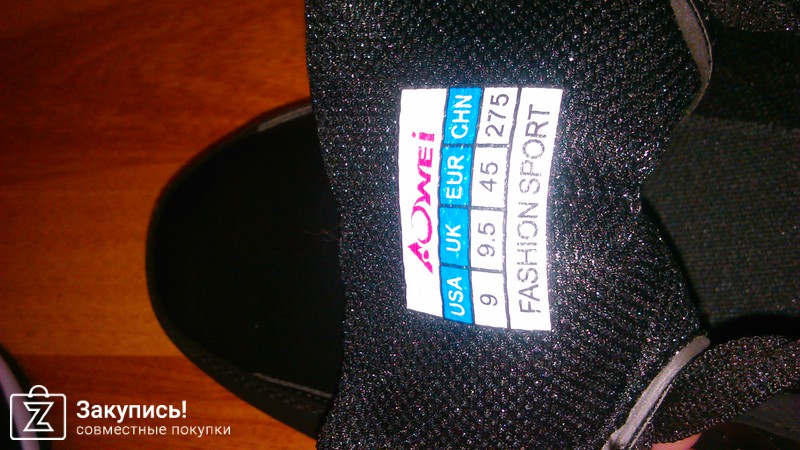 AOWEi
USA UK EUR CHN
9 9.5 45 275
FASHION SPORT
Закупись!
совместные покупки